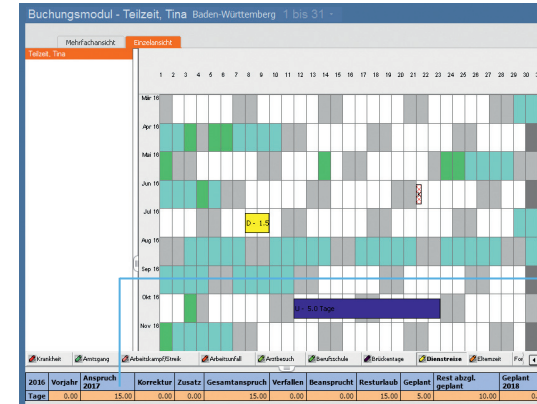 Buchungsmodul - Teilzeit, Tina Baden-Württemberg 1 bis 31
Mehrfachansicht Einzelansicht
Teilzeit, Tina
1 2 3 4 5 6 7 8 9 10 11 12 13 14 15 16 17 18 19 20 21 22 23 24 25 26 27 28 29 30
Mär 16
Apr 16
Mai 16
Jun 16
X
Jul 16
D - 1.5
Aug 16
Sep 16
Okt 16
U - 5.0 Tage
Nov 16
Krankheit Amtsgang Arbeitskampf/Streik Arbeitsunfall Arztbesuch Berufsschule Brückentage Dienstreise Elternzeit For
2016 Vorjahr Anspruch 2017 Korrektur Zusatz Gesamtanspruch Verfallen Beansprucht Resturlaub Geplant Rest abzgl. geplant Geplant 2018
Tage 0.00 15.00 0.00 0.00 15.00 0.00 0.00 15.00 5.00 10.00 0.